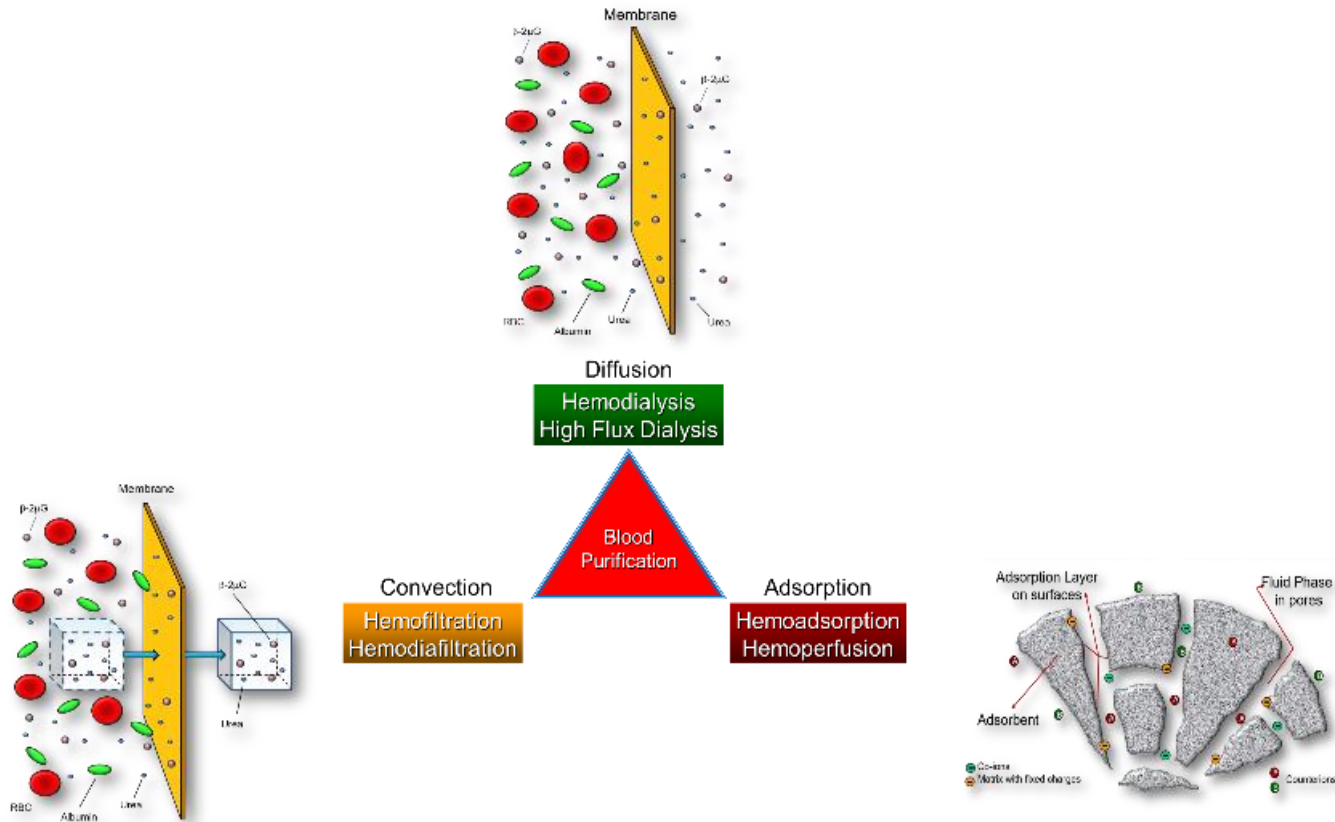 Membrane
β-2μG
β-2μG
RBC
Albumin
Urea
Urea
Diffusion
Hemodialysis
High Flux Dialysis
Blood
Purification
Membrane
β-2μG
β-2μG
Urea
RBC
Albumin
Urea
Convection
Hemofiltration
Hemodiafiltration
Adsorption
Hemoadsorption
Hemoperfusion
Adsorption Layer
on surfaces
Fluid Phase
in pores
Adsorbent
Co-ions
Matrix with fixed charges
Counterions